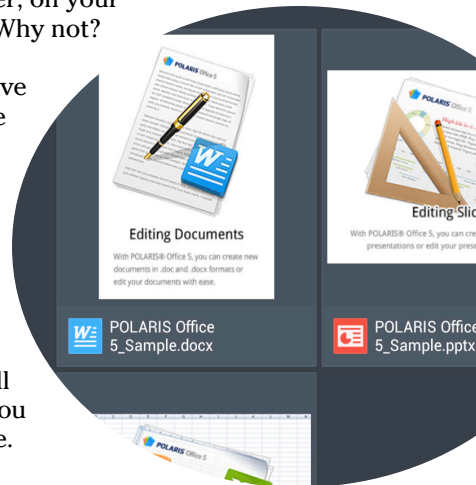 er, on your
Why not?
ve
e
ll
ou
e.
POLARIS Office 5
Editing Documents
With POLARIS® Office 5, you can create new
documents in .doc and .docx formats or
edit your documents with ease.
W
POLARIS Office
5_Sample.docx
POLARIS Office
Editing Slid
With POLARIS® Office 5, you can cre
presentations or edit your prese
POLARIS Office
5_Sample.pptx
POLARIS Office 5